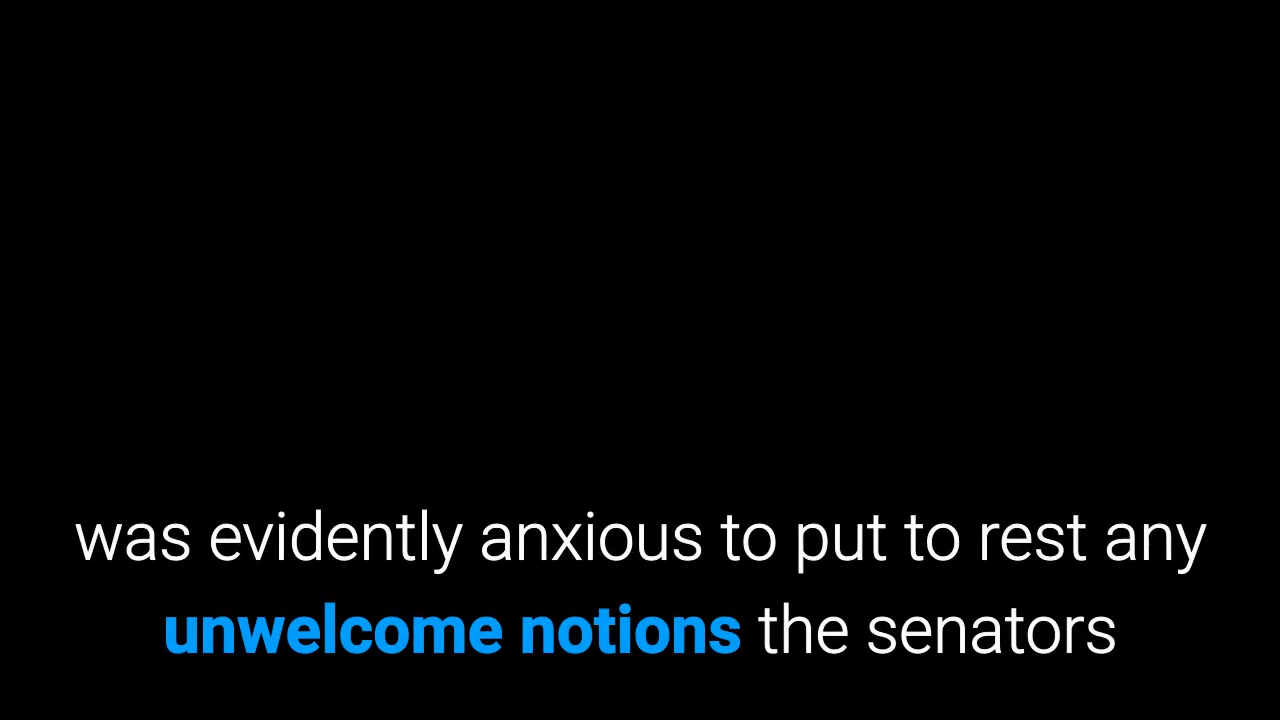 was evidently anxious to put to rest any
unwelcome notions the senators